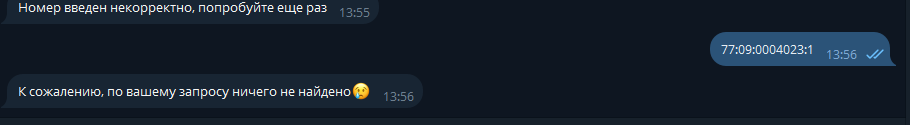 Номер введен некорректно, попробуйте еще раз 13:55
77:09:0004023:1 13:56
К сожалению, по вашему запросу ничего не найдено😢 13:56